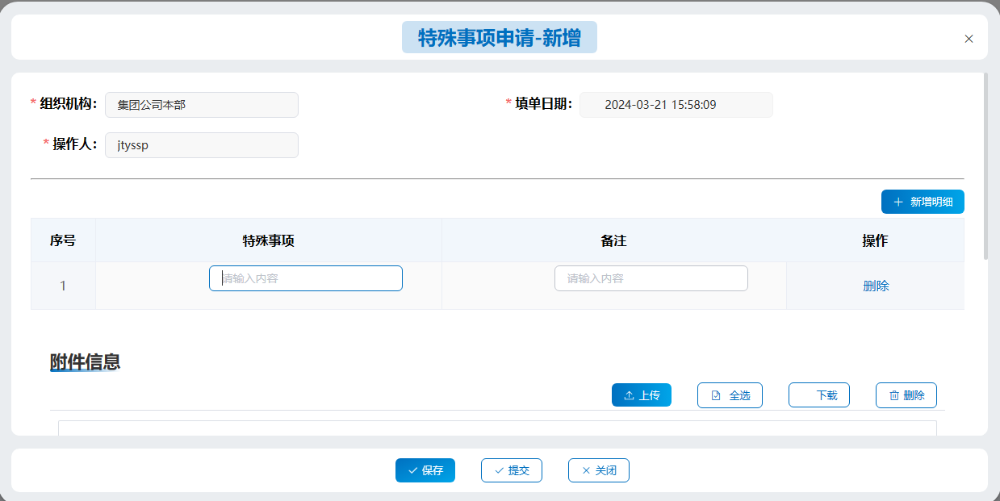 特殊事项申请-新增
* 组织机构: 集团公司本部 * 填单日期: 2024-03-21 15:58:09
* 操作人: jtyssp
新增明细
序号 特殊事项 备注 操作
1 请输入内容 请输入内容 删除
附件信息
上传 全选 下载 删除
保存 提交 关闭